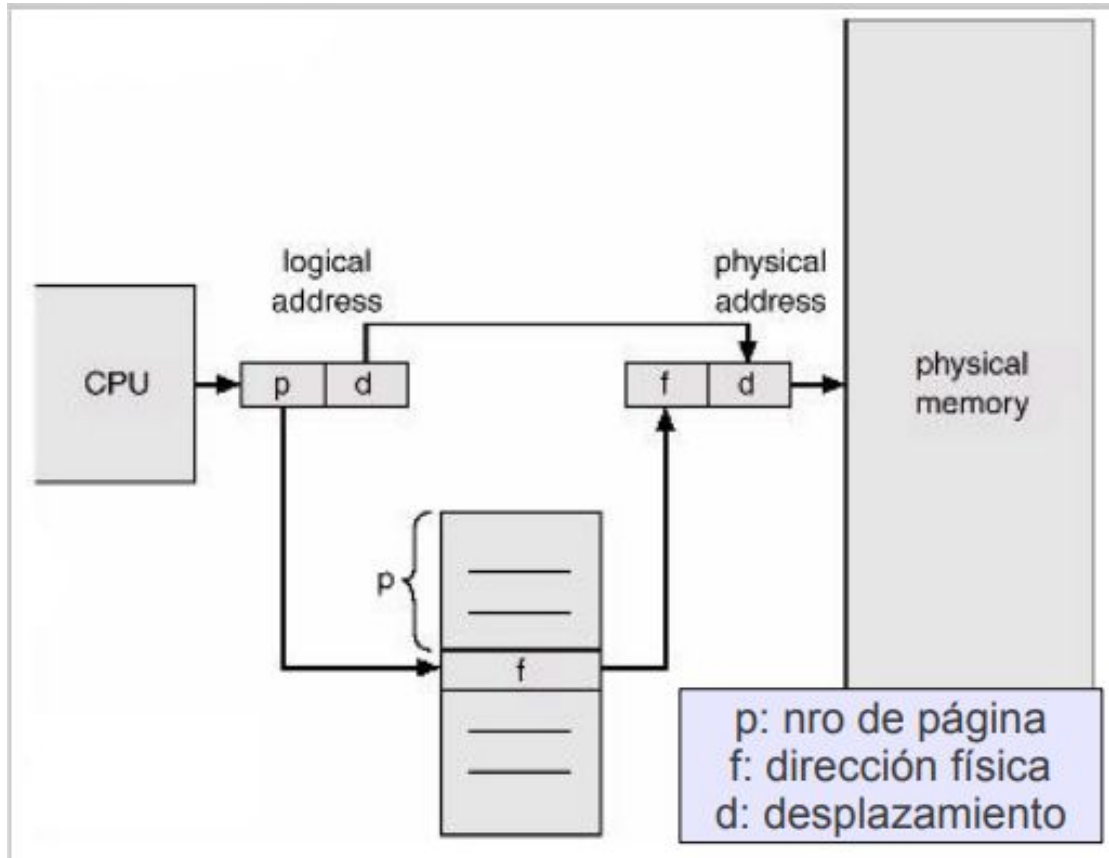 logical
address
physical
address
CPU
p
d
f
d
physical
memory
p
f
p: nro de página
f: dirección física
d: desplazamiento